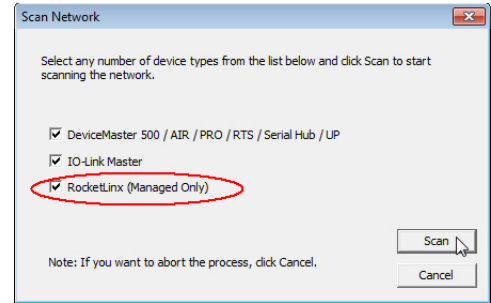 Scan Network
Select any number of device types from the list below and click Scan to start
scanning the network.
DeviceMaster 500 / AIR / PRO / RTS / Serial Hub / UP
IO-Link Master
RocketLinx (Managed Only)
Scan
Note: If you want to abort the process, click Cancel.
Cancel